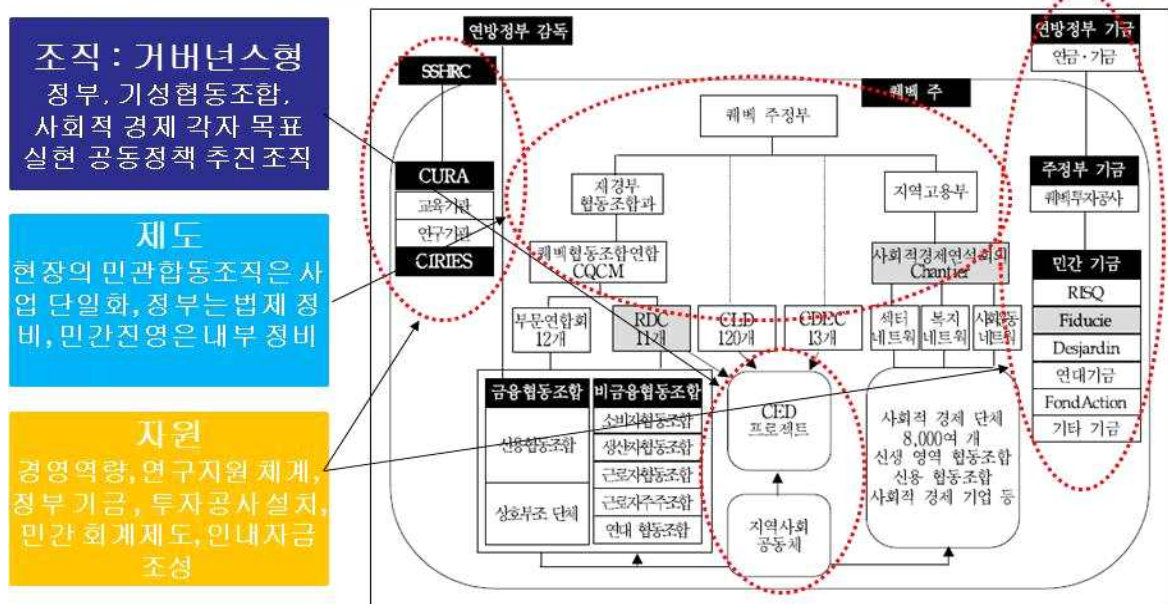 조직 : 거버넌스형
정부, 기성협동조합,
사회적 경제 각자 목표
실현 공동정책 추진조직
제도
현장의 민관합동조직은 사
업 단일화, 정부는 법제 정
비, 민간진영은 내부 정비
자원
경영역량, 연구지원 체계,
정부 기금, 투자공사설치,
민간 회계제도, 인내자금
조성
연방정부 감독
SSHRC
CURA
교육기관
연구기관
CIRIES
퀘벡 주
퀘벡 주정부
재경부
협동조합과
지역고용부
퀘벡협동조합연합
CQCM
사회적경제연석회의
Chantier
부문연합회
12개
RDC
11개
CLD
120개
CDEC
13개
섹터
네트웍
복지
네트웍
사회운동
네트웍
금융협동조합
신용협동조합
상호부조 단체
비금융협동조합
소비자협동조합
생산자협동조합
근로자협동조합
근로자주주조합
연대 협동조합
CED
프로젝트
지역사회
공동체
사회적 경제 단체
8,000여 개
신생 영역 협동조합
신용 협동조합
사회적 경제 기업 등
연방정부 기금
연금·기금
주정부 기금
퀘벡투자공사
민간 기금
RISQ
Fiducie
Desjardin
연대기금
FondAction
기타 기금